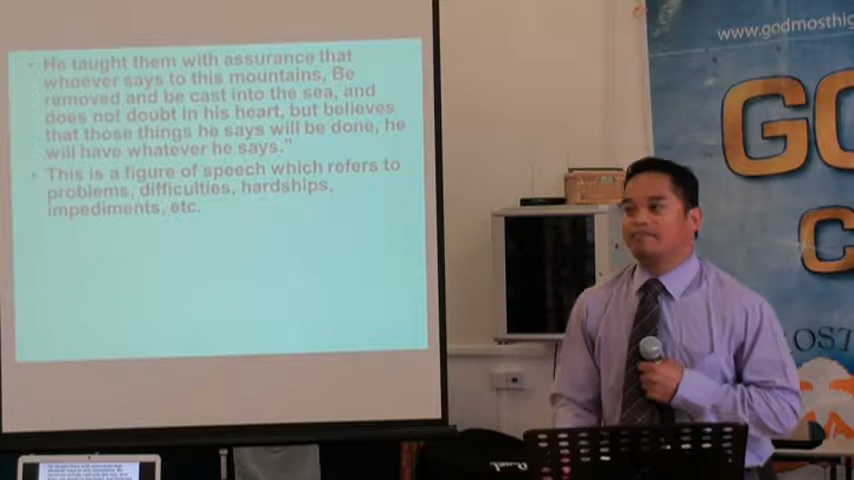 • He taught them with assurance that
whoever says to this mountains, Be
removed and be cast into the sea, and
does not doubt in his heart, but believes
that those things he says will be done, he
will have whatever he says."
• This is a figure of speech which refers to
problems, difficulties, hardships,
impediments, etc.
www.godmosthig
GO
C
MOST